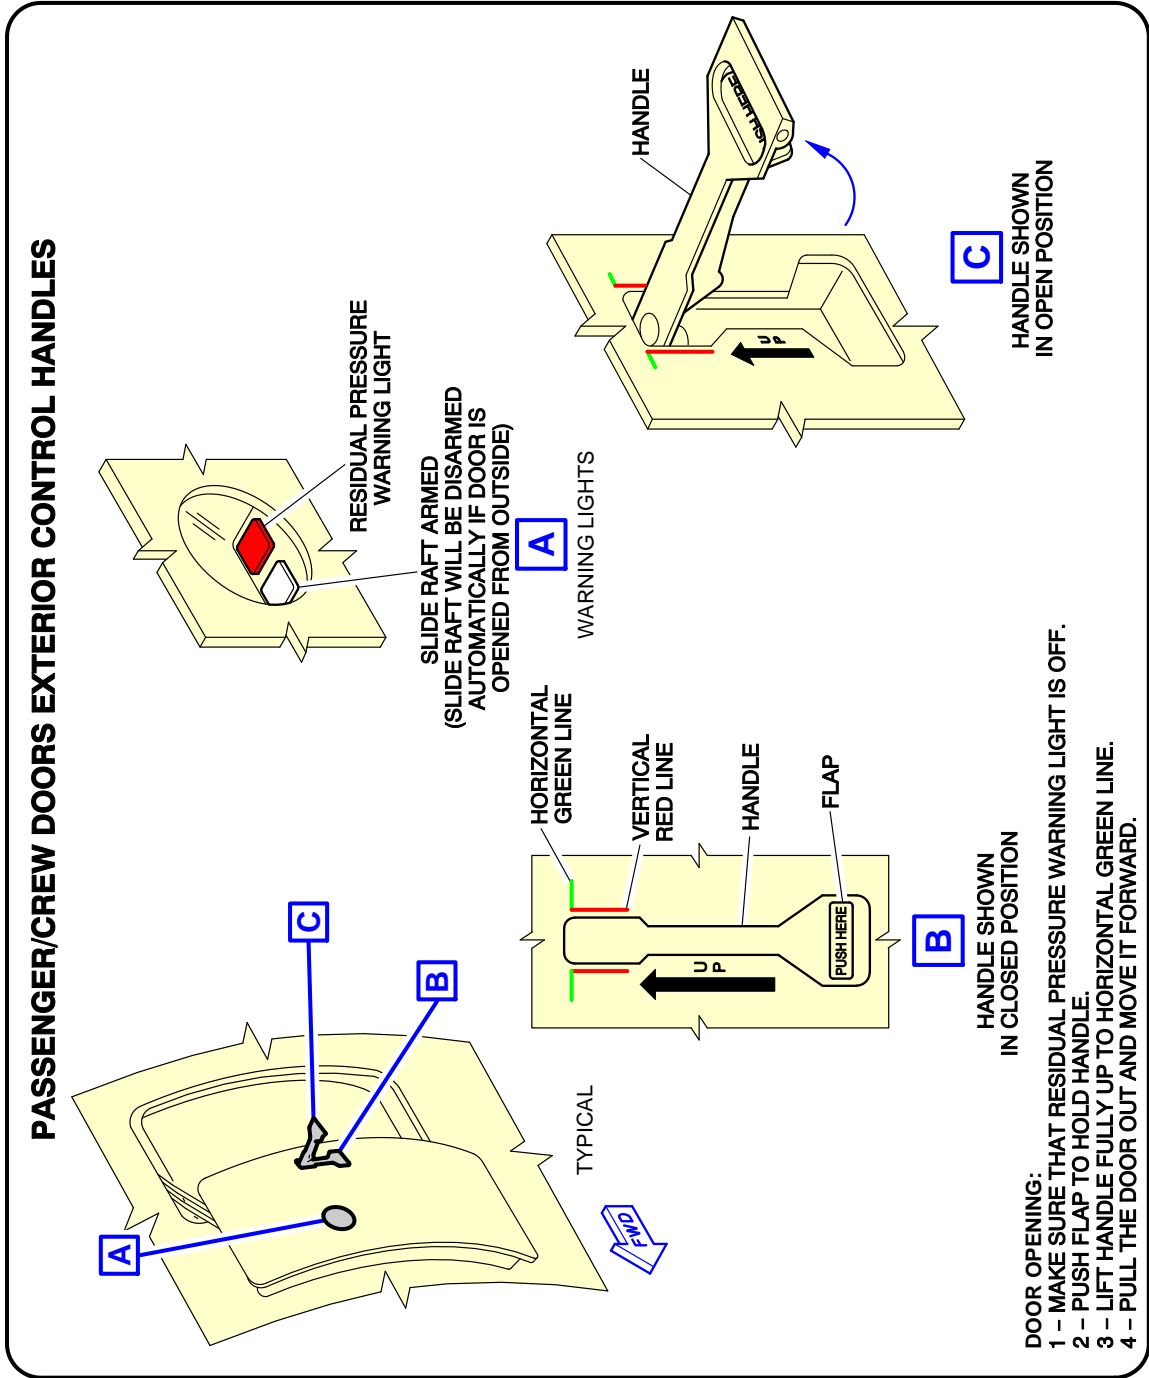 PASSENGER/CREW DOORS EXTERIOR CONTROL HANDLES
A
C
B
TYPICAL
FWD
RESIDUAL PRESSURE
WARNING LIGHT
SLIDE RAFT ARMED
(SLIDE RAFT WILL BE DISARMED
AUTOMATICALLY IF DOOR IS
OPENED FROM OUTSIDE)
A
WARNING LIGHTS
HORIZONTAL
GREEN LINE
VERTICAL
RED LINE
HANDLE
FLAP
UP
PUSH HERE
B
HANDLE SHOWN
IN CLOSED POSITION
HANDLE
SH HERE
UP
C
HANDLE SHOWN
IN OPEN POSITION
DOOR OPENING:
1 – MAKE SURE THAT RESIDUAL PRESSURE WARNING LIGHT IS OFF.
2 – PUSH FLAP TO HOLD HANDLE.
3 – LIFT HANDLE FULLY UP TO HORIZONTAL GREEN LINE.
4 – PULL THE DOOR OUT AND MOVE IT FORWARD.